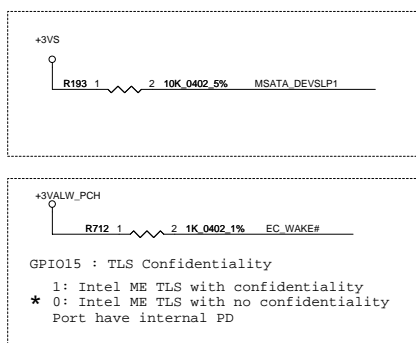 +3VS
R193 1 2 10K_0402_5% MSATA_DEVSLP1
+3VALW_PCH
R712 1 2 1K_0402_1% EC_WAKE#
GPIO15 : TLS Confidentiality
1: Intel ME TLS with confidentiality
* 0: Intel ME TLS with no confidentiality
Port have internal PD